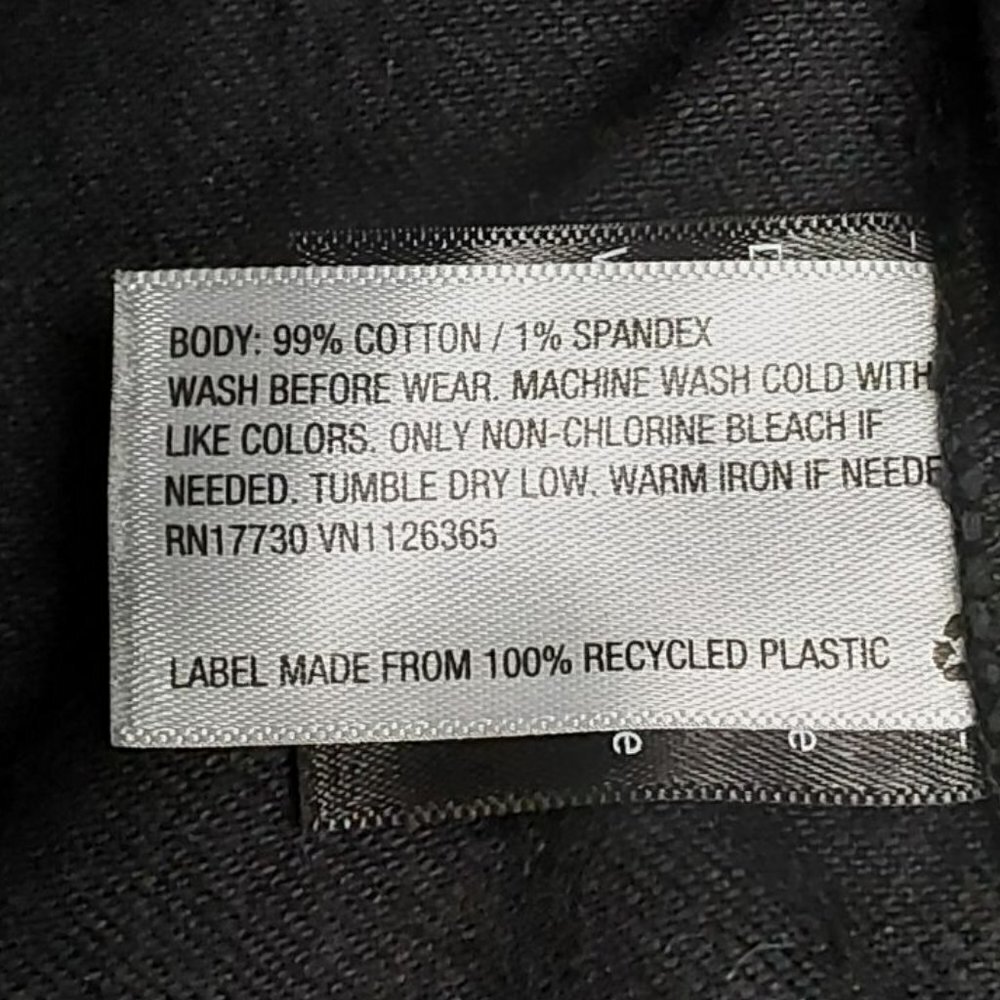 BODY: 99% COTTON / 1% SPANDEX
WASH BEFORE WEAR. MACHINE WASH COLD WITH
LIKE COLORS. ONLY NON-CHLORINE BLEACH IF
NEEDED. TUMBLE DRY LOW. WARM IRON IF NEEDE
RN17730 VN1126365
LABEL MADE FROM 100% RECYCLED PLASTIC